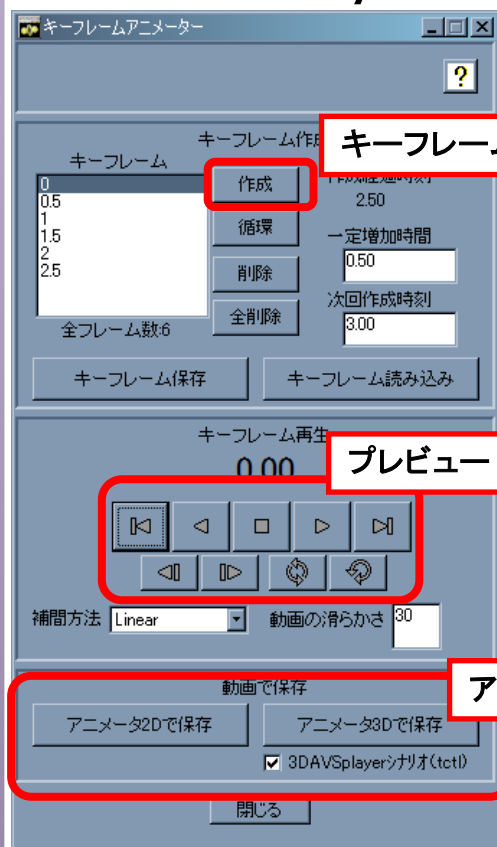 キーフレームアニメーター
?
キーフレーム作成
キーフレーム
キーフレーム
0
0.5
1
1.5
2
2.5
作成
循環
削除
全削除
2.50
一定増加時間
0.50
次回作成時刻
3.00
全フレーム数:6
キーフレーム保存
キーフレーム読み込み
キーフレーム再生
プレビュー
0.00
補間方法 Linear
動画の滑らかさ 30
動画で保存
ア
アニメータ2Dで保存
アニメータ3Dで保存
3DAVSplayerシナリオ(tctl)
閉じる